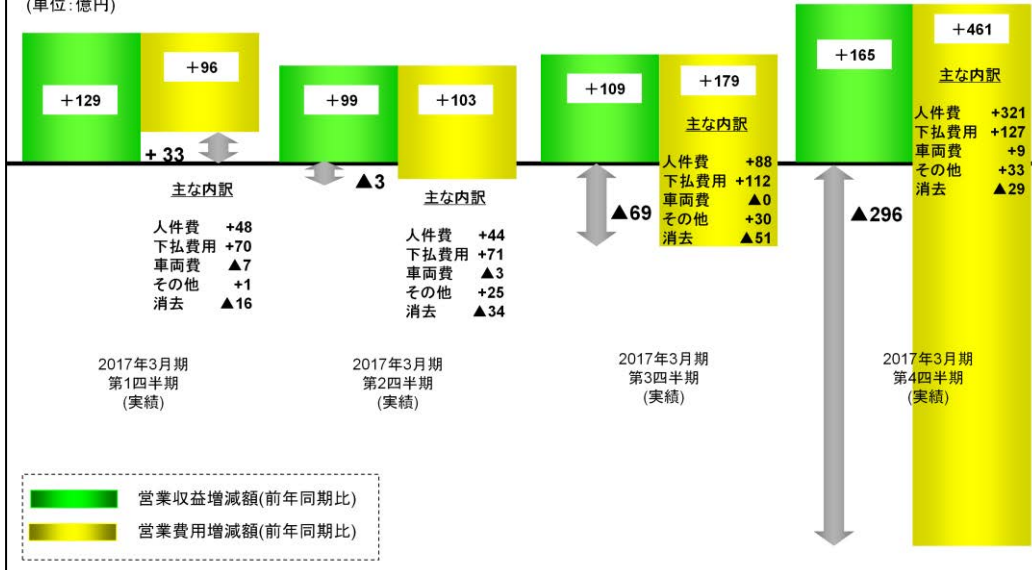 (単位:億円)
+129
+96
+33
主な内訳
人件費 +48
下払費用 +70
車両費 ▲7
その他 +1
消去 ▲16
2017年3月期
第1四半期
(実績)
+99
+103
▲3
主な内訳
人件費 +44
下払費用 +71
車両費 ▲3
その他 +25
消去 ▲34
2017年3月期
第2四半期
(実績)
+109
+179
▲69
主な内訳
人件費 +88
下払費用 +112
車両費 ▲0
その他 +30
消去 ▲51
2017年3月期
第3四半期
(実績)
+165
+461
▲296
主な内訳
人件費 +321
下払費用 +127
車両費 +9
その他 +33
消去 ▲29
2017年3月期
第4四半期
(実績)
営業収益増減額(前年同期比)
営業費用増減額(前年同期比)